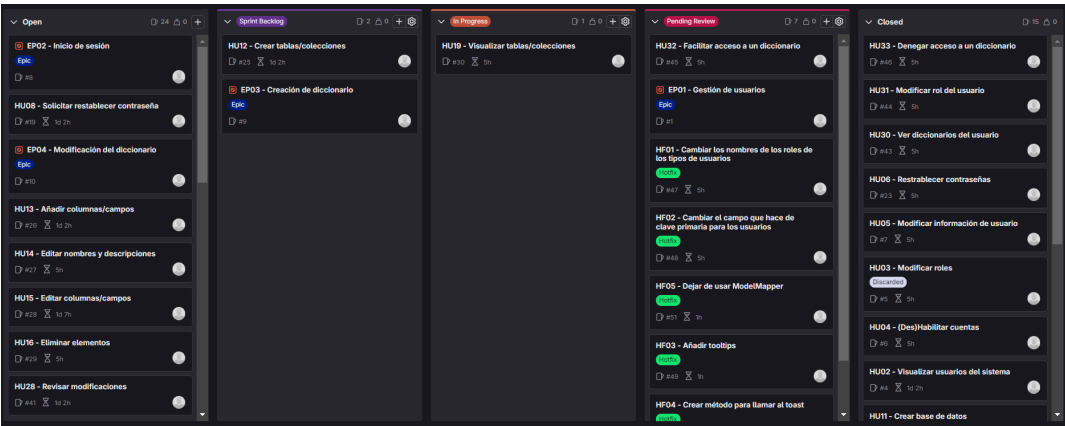 Open 24 0
EP02 - Inicio de sesión
Epic
#8
HU08 - Solicitar restablecer contraseña
#19 1d 2h
EP04 - Modificación del diccionario
Epic
#10
HU13 - Añadir columnas/campos
#26 1d 2h
HU14 - Editar nombres y descripciones
#27 5h
HU15 - Editar columnas/campos
#28 1d 7h
HU16 - Eliminar elementos
#29 5h
HU28 - Revisar modificaciones
#41 1d 2h
Sprint Backlog 2 0
HU12 - Crear tablas/colecciones
#25 1d 2h
EP03 - Creación de diccionario
Epic
#9
In Progress 1 0
HU19 - Visualizar tablas/colecciones
#30 5h
Pending Review 7 0
HU32 - Facilitar acceso a un diccionario
#45 5h
EP01 - Gestión de usuarios
Epic
#1
HF01 - Cambiar los nombres de los roles de
los tipos de usuarios
Hotfix
#47 5h
HF02 - Cambiar el campo que hace de
clave primaria para los usuarios
Hotfix
#48 5h
HF05 - Dejar de usar ModelMapper
Hotfix
#51 1h
HF03 - Añadir tooltips
Hotfix
#49 1h
HF04 - Crear método para llamar al toast
Hotfix
Closed 15 0
HU33 - Denegar acceso a un diccionario
#46 5h
HU31 - Modificar rol del usuario
#44 5h
HU30 - Ver diccionarios del usuario
#43 5h
HU06 - Restrablecer contraseñas
#23 5h
HU05 - Modificar información de usuario
#7 5h
HU03 - Modificar roles
Discarded
#5 5h
HU04 - (Des)Habilitar cuentas
#6 5h
HU02 - Visualizar usuarios del sistema
#4 1d 2h
HU11 - Crear base de datos